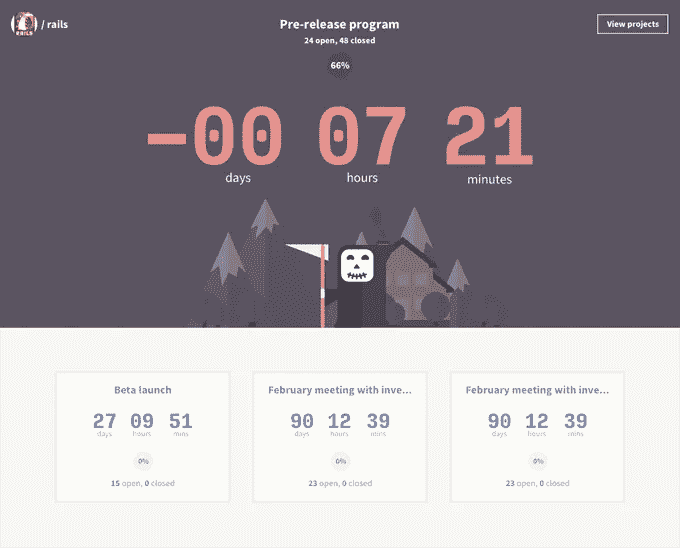 RAILS
/ rails
Pre-release program
View projects
24 open, 48 closed
66%
-00 07 21
days hours minutes
Beta launch
27 09 51
days hours mins
0%
15 open, 0 closed
February meeting with inve...
90 12 39
days hours mins
0%
23 open, 0 closed
February meeting with inve...
90 12 39
days hours mins
0%
23 open, 0 closed